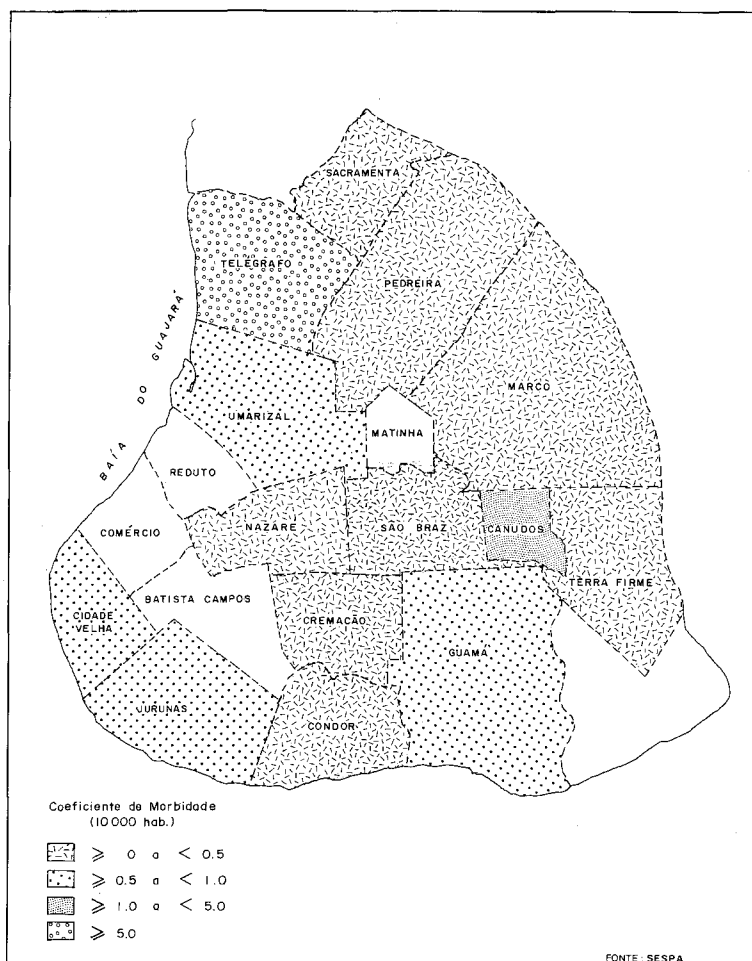 SACRAMENTA
TELÉGRAFO
PEDREIRA
BAÍA DO GUAJARÁ
MARCO
UMARIZAL
MATINHA
REDUTO
NAZARE
SÃO BRAZ
CANUDOS
COMÉRCIO
TERRA FIRME
BATISTA CAMPOS
CIDADE
VELHA
CREMAÇÃO
GUAMA
JURUNAS
CONDOR
Coeficiente de Morbidade
(10 000 hab.)
⩾ 0 a < 0.5
⩾ 0.5 a < 1.0
⩾ 1.0 a < 5.0
⩾ 5.0
FONTE: SESPA